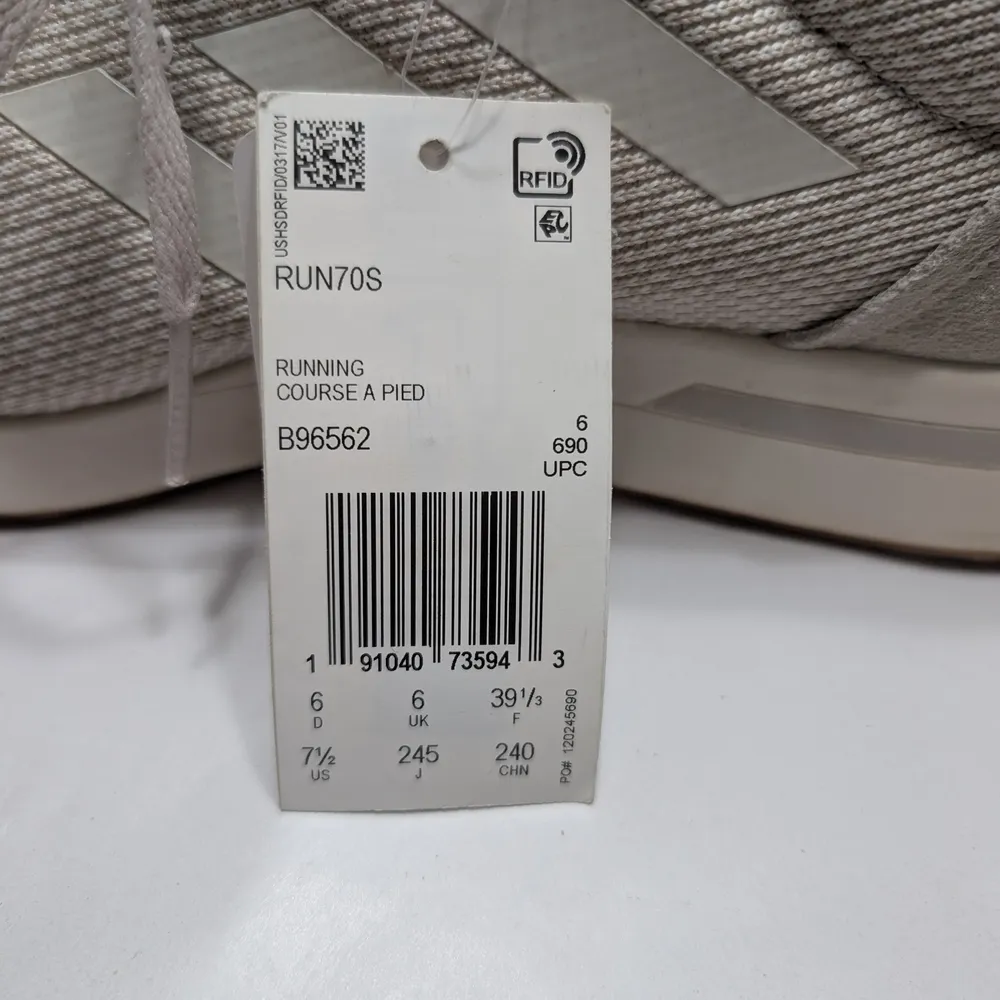 USHSDRFID/0317/V01
RFID
EPC
RUN70S
RUNNING
COURSE A PIED
B96562
6
690
UPC
1 91040 73594 3
6 6 39 1/3
D UK F
7½ 245 240
US J CHN
PO# 120245690